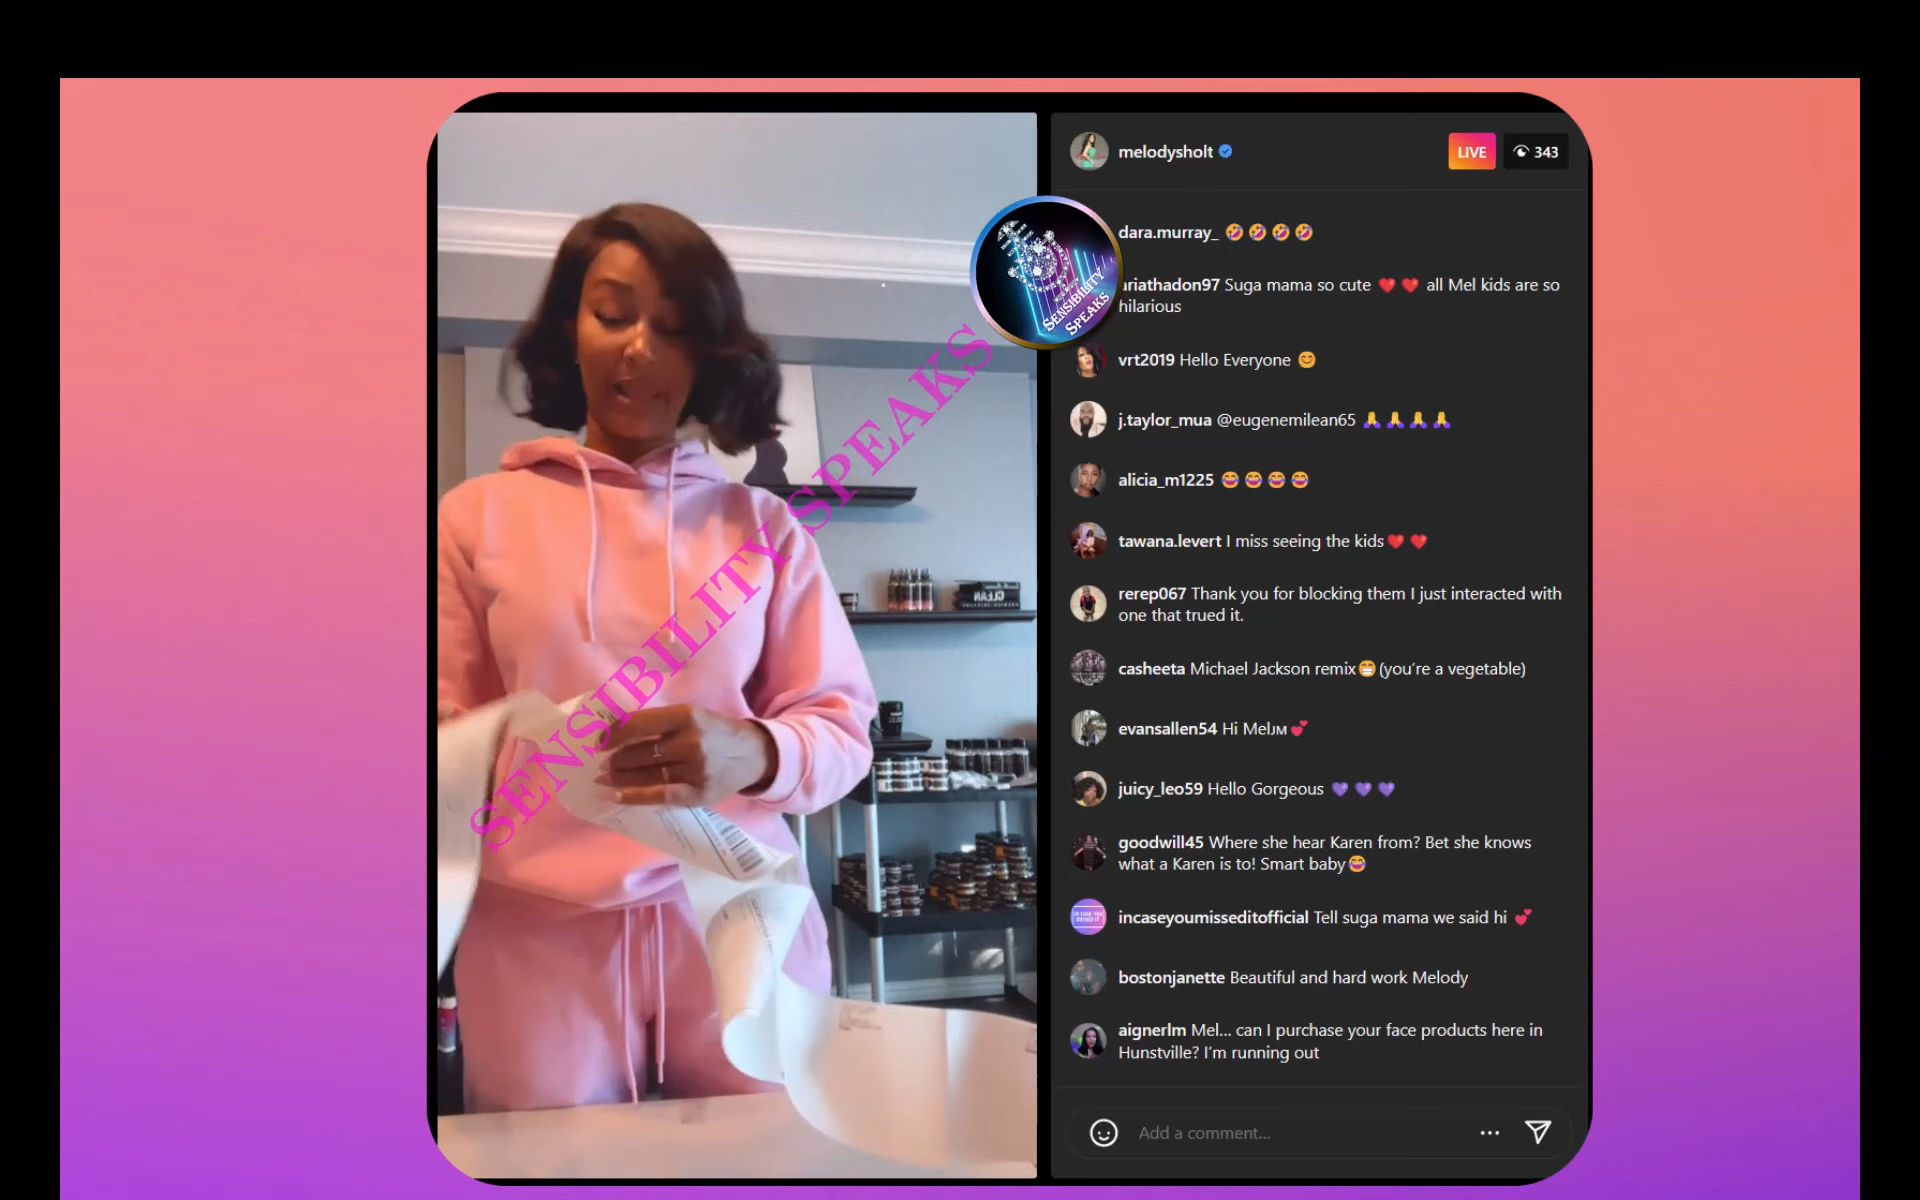 melodysholt
LIVE
343
dara.murray_ 🤣🤣🤣🤣
riathadon97 Suga mama so cute ❤️❤️ all Mel kids are so
hilarious
vrt2019 Hello Everyone 😊
j.taylor_mua @eugenemilean65 🙏🙏🙏🙏
alicia_m1225 😂😂😂😂
tawana.levert I miss seeing the kids❤️❤️
rerep067 Thank you for blocking them I just interacted with
one that trued it.
casheeta Michael Jackson remix😁(you're a vegetable)
evansallen54 Hi Melᴊᴍ💕
juicy_leo59 Hello Gorgeous 💜💜💜
goodwill45 Where she hear Karen from? Bet she knows
what a Karen is to! Smart baby😂
incaseyoumisseditofficial Tell suga mama we said hi 💕
bostonjanette Beautiful and hard work Melody
aignerlm Mel... can I purchase your face products here in
Hunstville? I'm running out
Add a comment...
SENSIBILITY
SPEAKS
SENSIBILITY SPEAKS
CLEAN